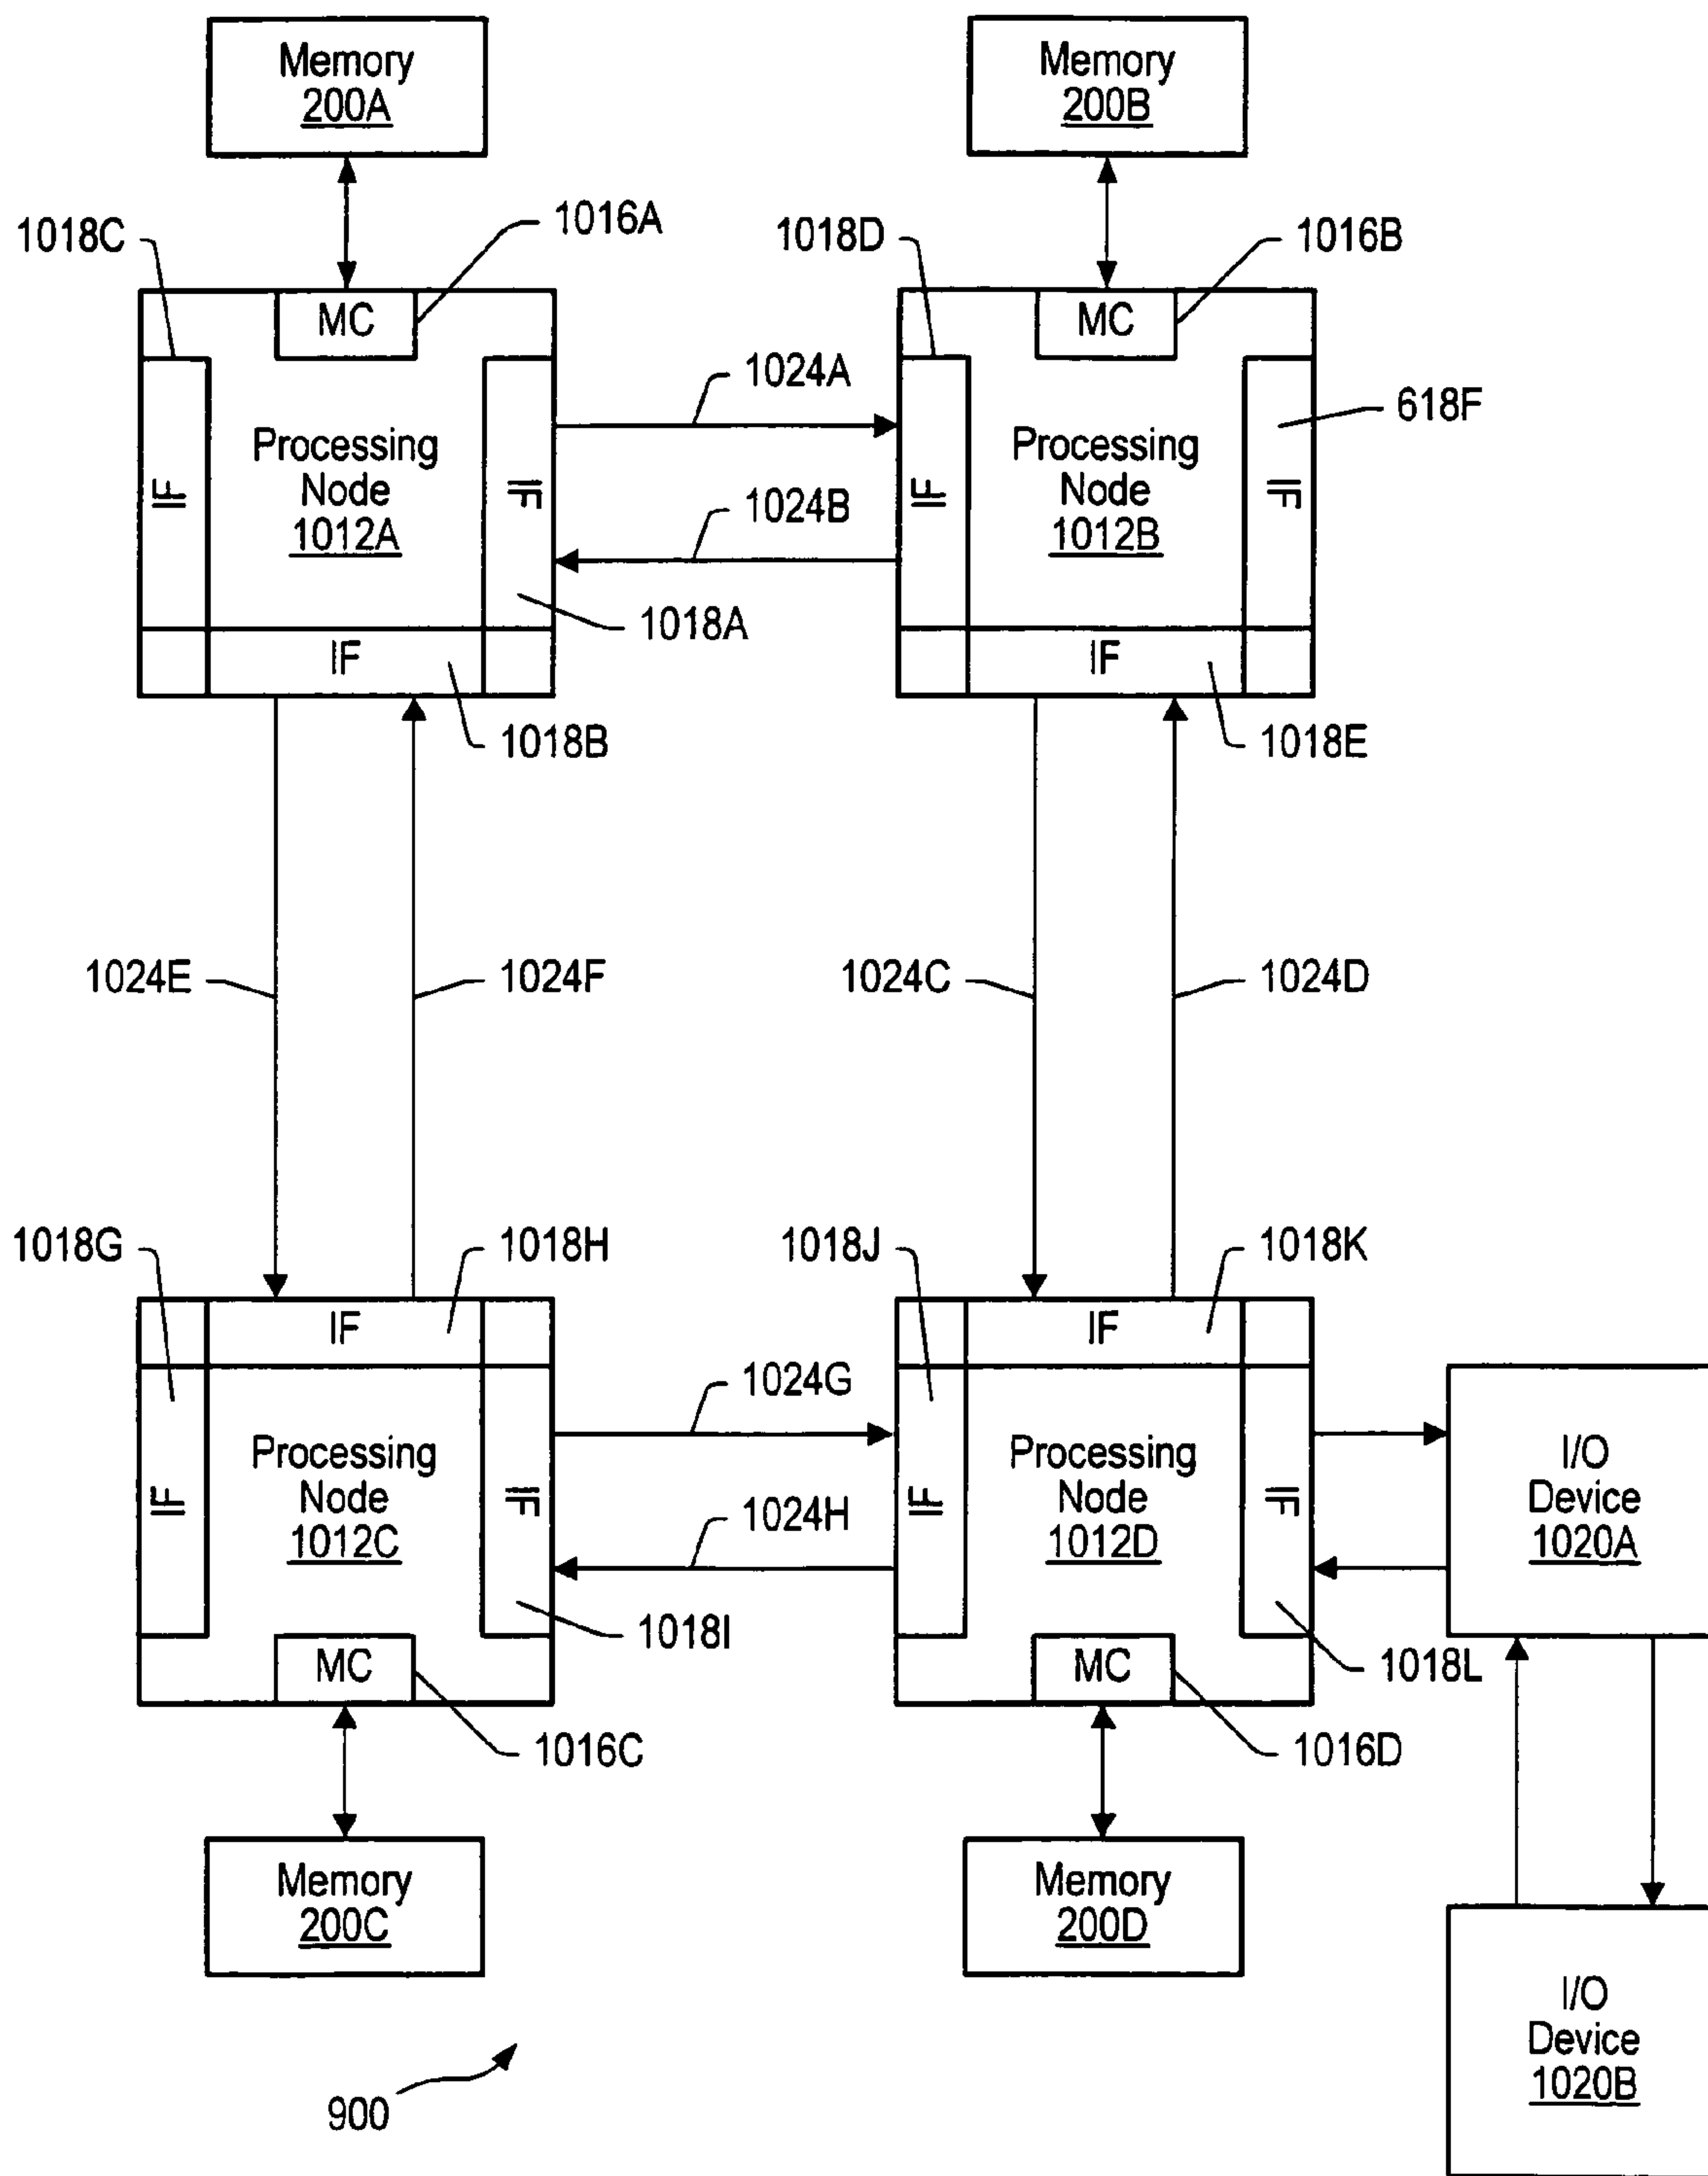 Memory
200A
Memory
200B
1018C
1016A
1018D
1016B
MC
MC
1024A
618F
IF
Processing
Node
1012A
IF
1024B
IF
Processing
Node
1012B
IF
1018A
IF
IF
1018B
1018E
1024E
1024F
1024C
1024D
1018G
1018H
1018J
1018K
IF
IF
1024G
IF
Processing
Node
1012C
IF
1024H
IF
Processing
Node
1012D
IF
I/O
Device
1020A
1018I
1018L
MC
MC
1016C
1016D
Memory
200C
Memory
200D
I/O
Device
1020B
900